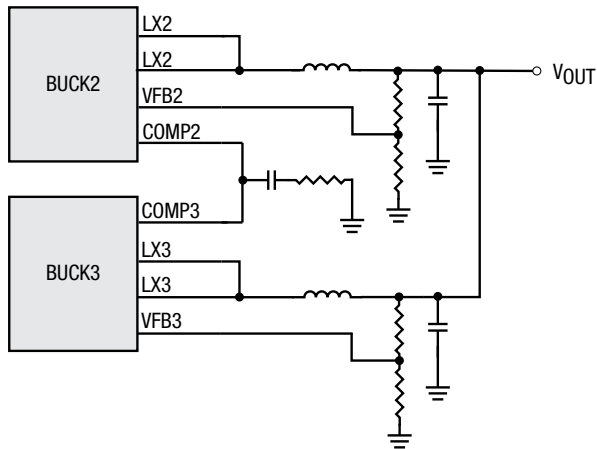 BUCK2
LX2
LX2
VFB2
COMP2
VOUT
BUCK3
COMP3
LX3
LX3
VFB3